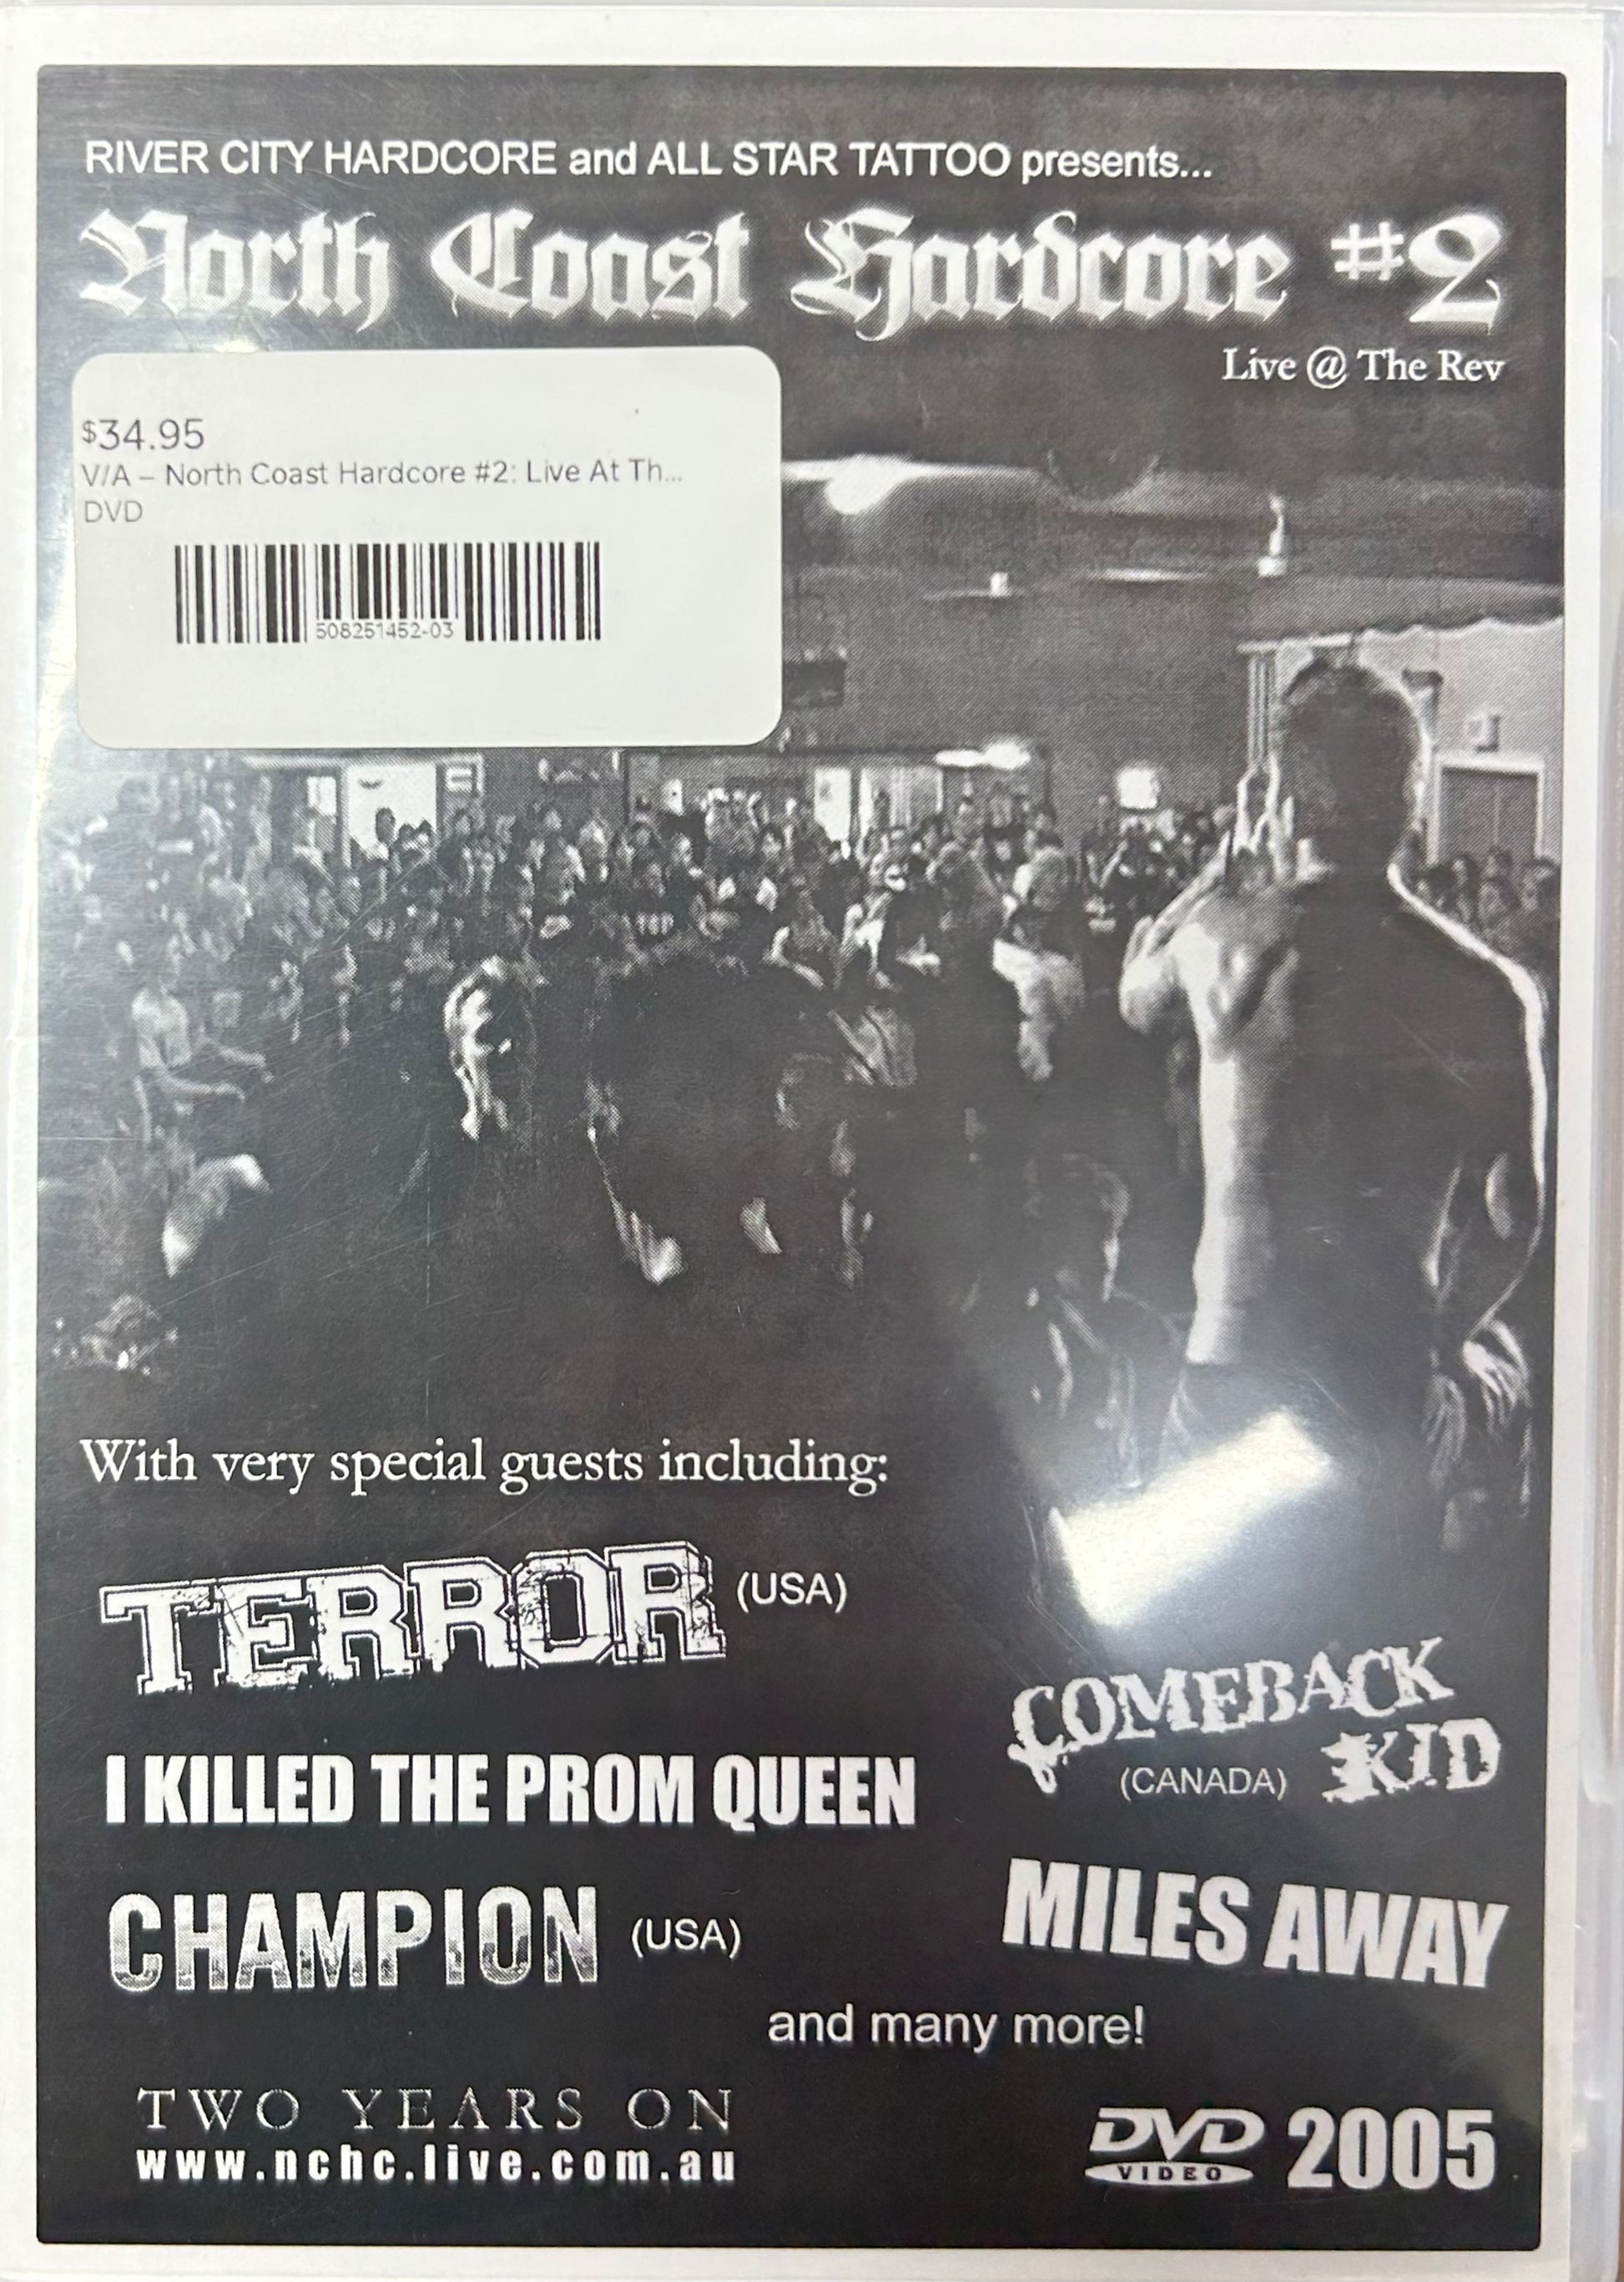 RIVER CITY HARDCORE and ALL STAR TATTOO presents...
North Coast Hardcore #2
Live @ The Rev
$34.95
V/A – North Coast Hardcore #2: Live At Th...
DVD
508251452-03
With very special guests including:
TERROR (USA)
COMEBACK KID
(CANADA)
I KILLED THE PROM QUEEN
CHAMPION (USA)
MILES AWAY
and many more!
TWO YEARS ON
www.nchc.live.com.au
DVD VIDEO 2005